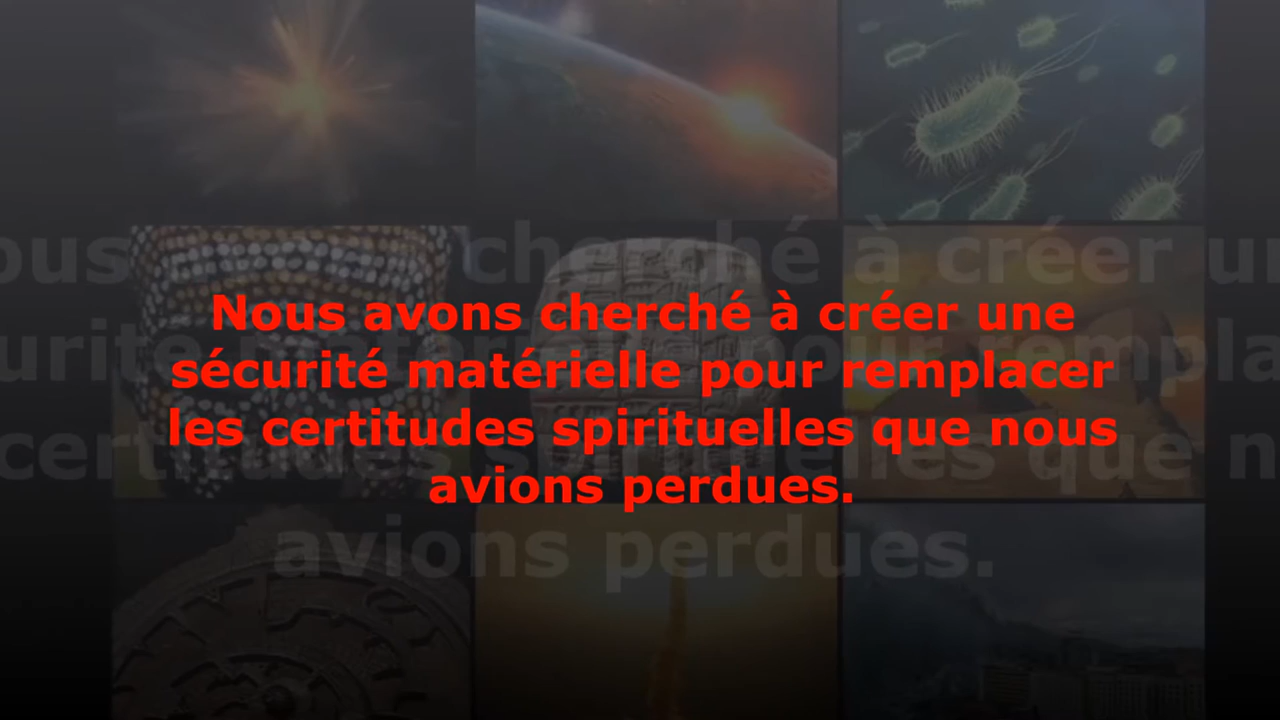 Nous avons cherché à créer une
sécurité matérielle pour remplacer
les certitudes spirituelles que nous
avions perdues.